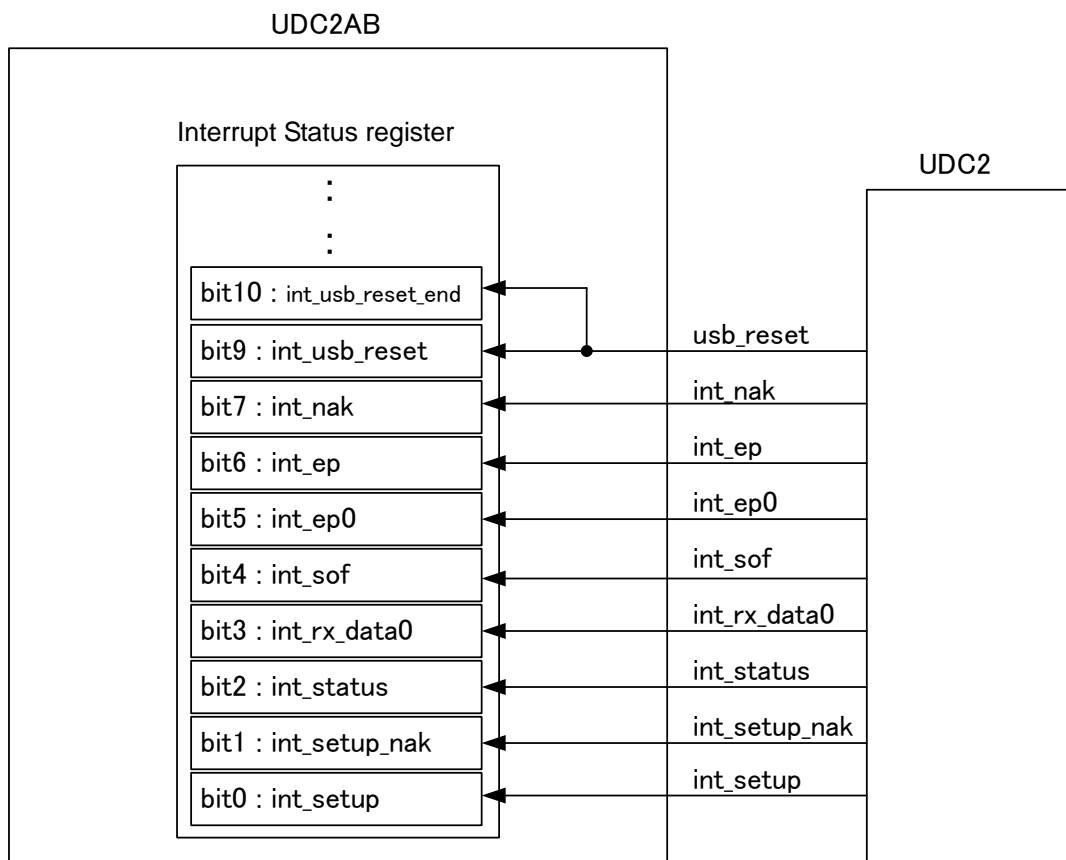 UDC2AB
Interrupt Status register
UDC2
:
:
bit10 : int_usb_reset_end
bit9 : int_usb_reset
usb_reset
bit7 : int_nak
int_nak
bit6 : int_ep
int_ep
bit5 : int_ep0
int_ep0
bit4 : int_sof
int_sof
bit3 : int_rx_data0
int_rx_data0
bit2 : int_status
int_status
bit1 : int_setup_nak
int_setup_nak
bit0 : int_setup
int_setup